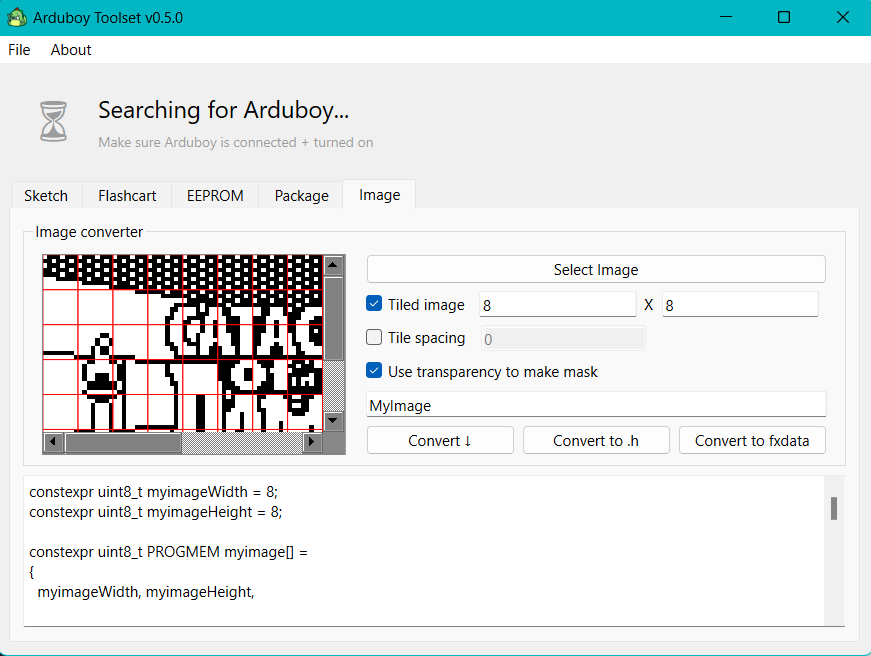 Arduboy Toolset v0.5.0
File About
Searching for Arduboy...
Make sure Arduboy is connected + turned on
Sketch Flashcart EEPROM Package Image
Image converter
Select Image
Tiled image 8 X 8
Tile spacing 0
Use transparency to make mask
MyImage
Convert ↓ Convert to .h Convert to fxdata
constexpr uint8_t myimageWidth = 8;
constexpr uint8_t myimageHeight = 8;
constexpr uint8_t PROGMEM myimage[] =
{
myimageWidth, myimageHeight,